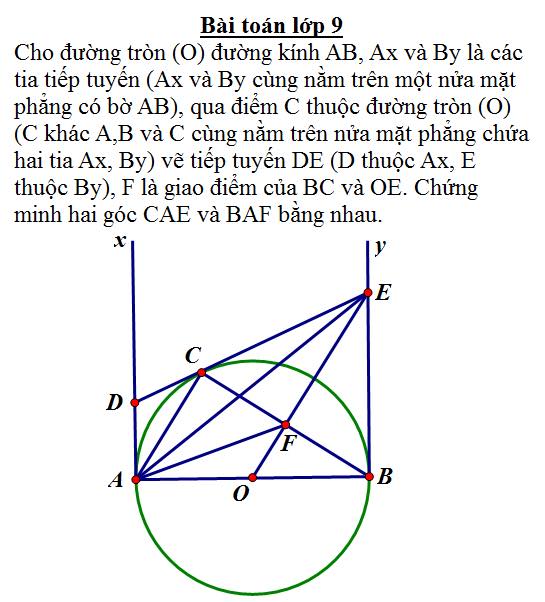 Bài toán lớp 9
Cho đường tròn (O) đường kính AB, Ax và By là các
tia tiếp tuyến (Ax và By cùng nằm trên một nửa mặt
phẳng có bờ AB), qua điểm C thuộc đường tròn (O)
(C khác A,B và C cùng nằm trên nửa mặt phẳng chứa
hai tia Ax, By) vẽ tiếp tuyến DE (D thuộc Ax, E
thuộc By), F là giao điểm của BC và OE. Chứng
minh hai góc CAE và BAF bằng nhau.
x
y
E
C
D
F
A
O
B